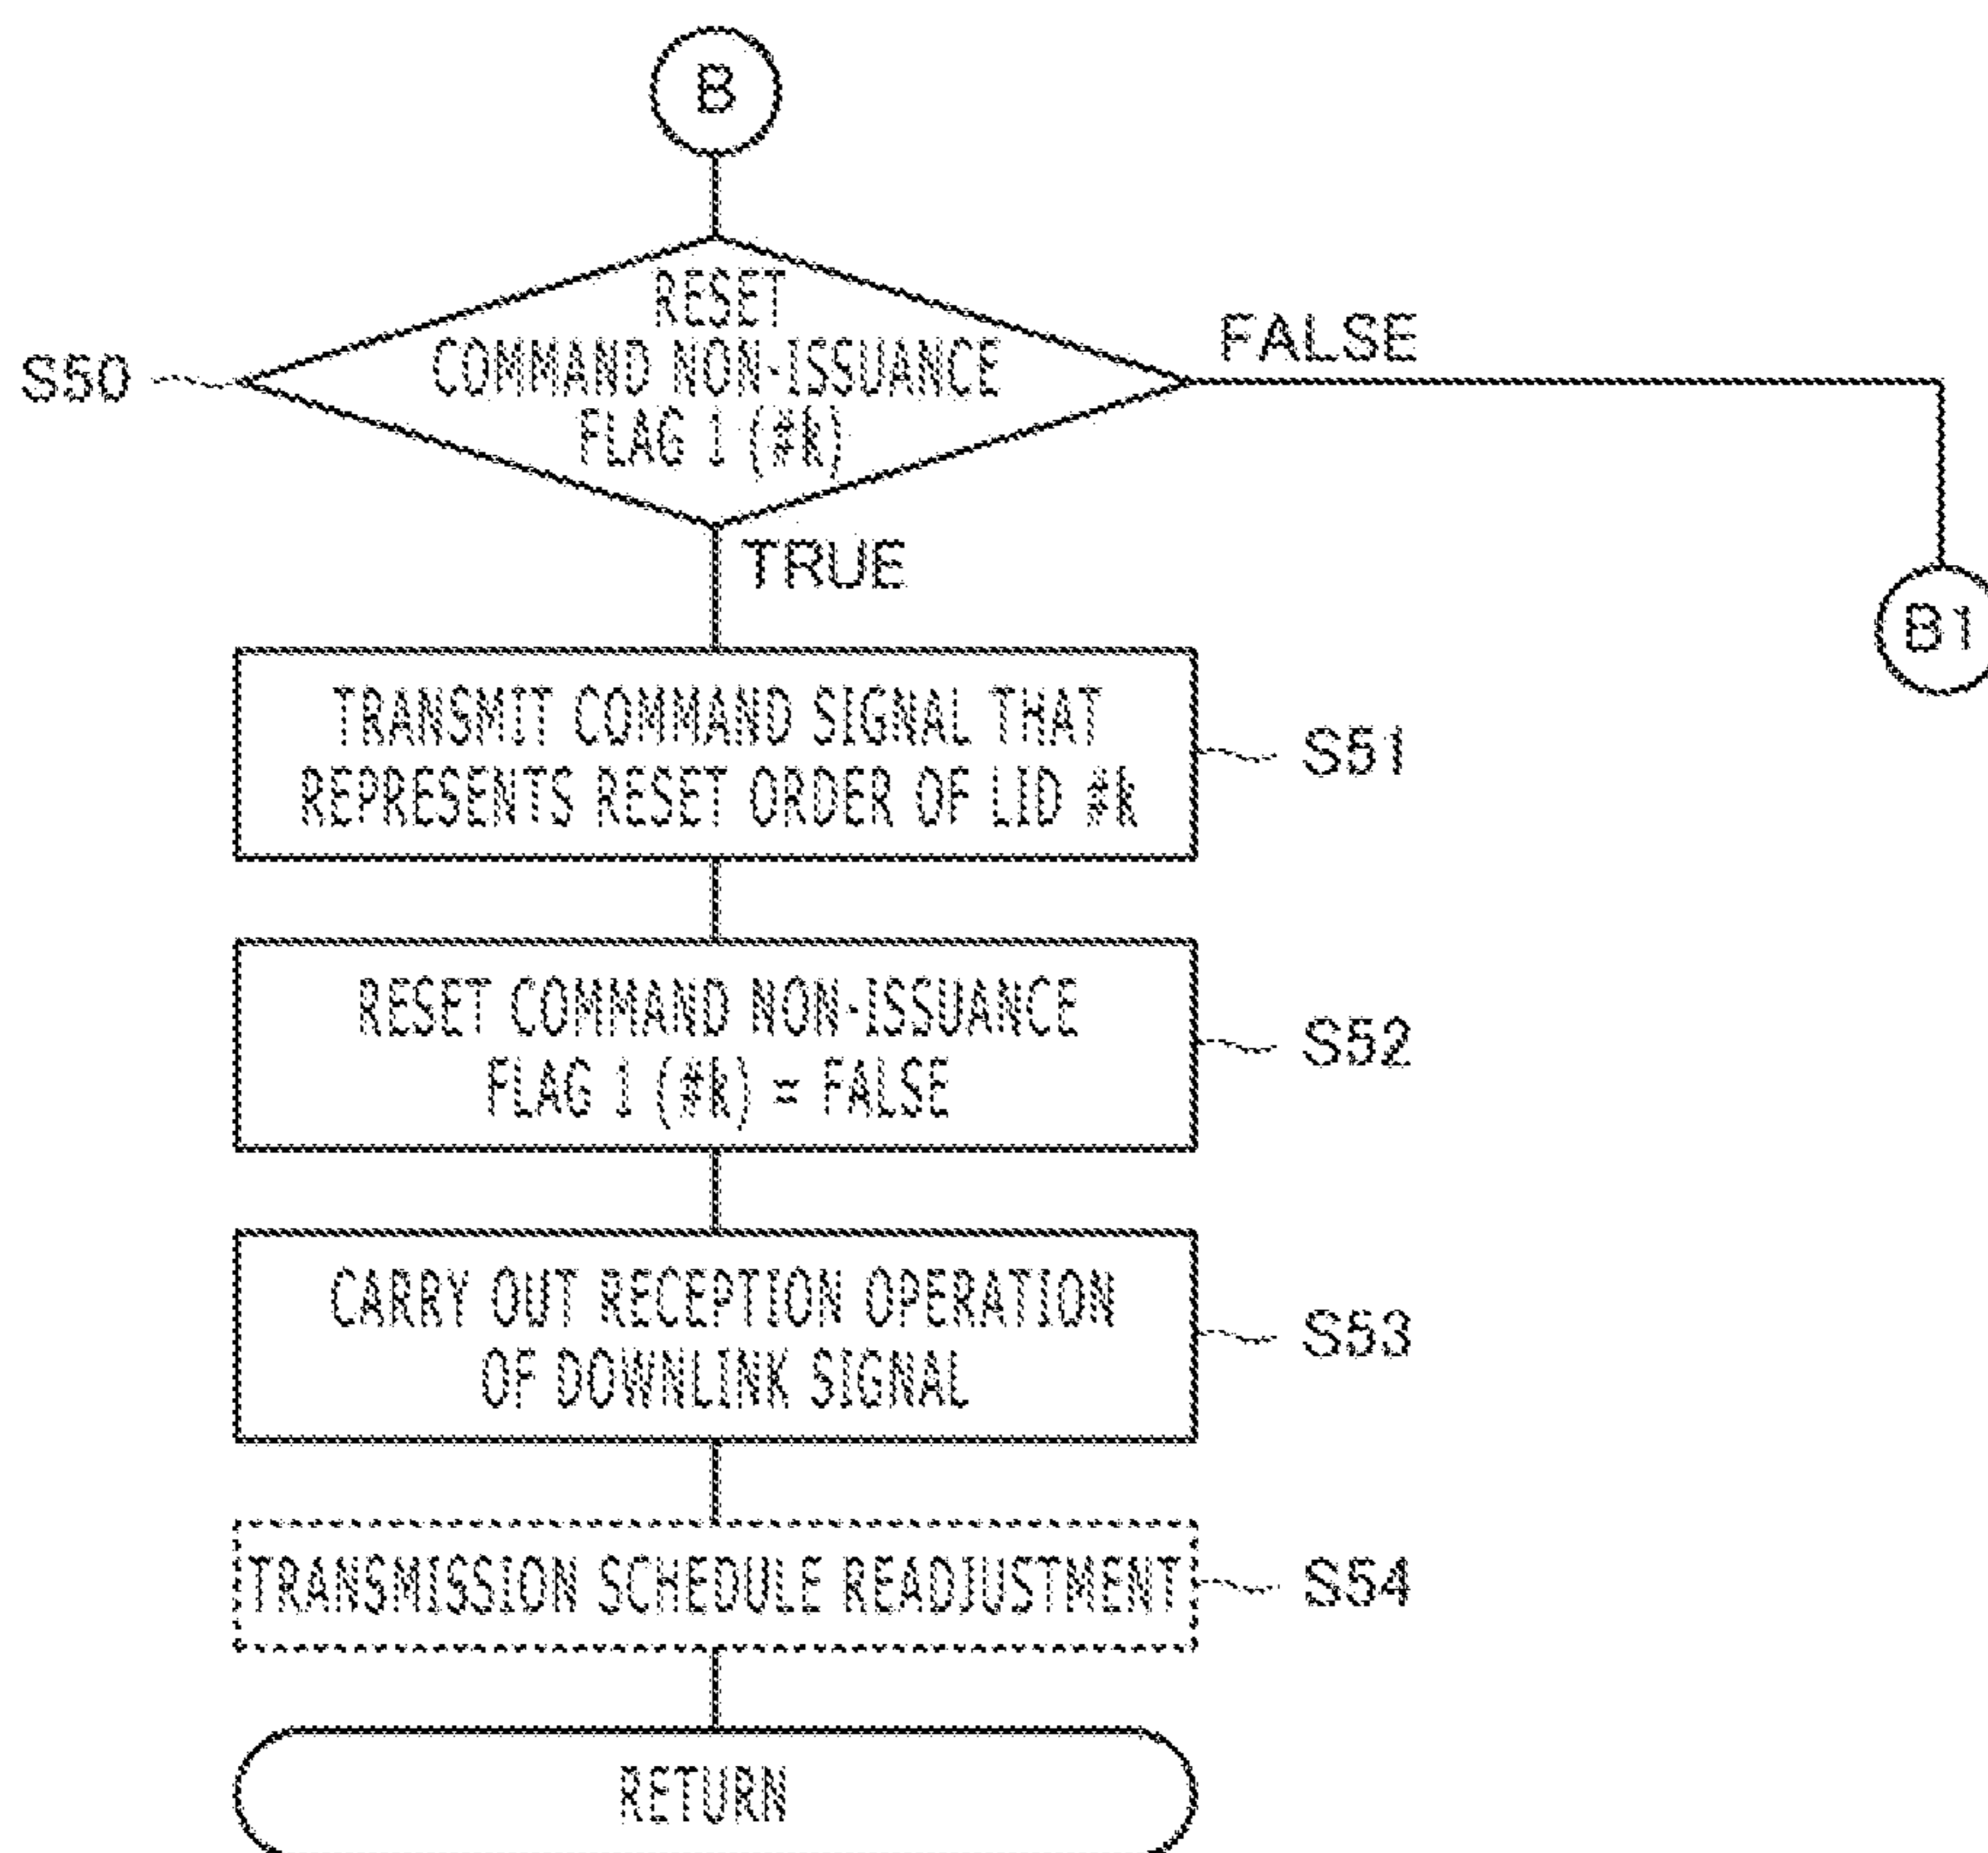 B
RESET
COMMAND NON-ISSUANCE
FLAG 1 (#k)
S50
FALSE
TRUE
B1
TRANSMIT COMMAND SIGNAL THAT
REPRESENTS RESET ORDER OF LID #k
S51
RESET COMMAND NON-ISSUANCE
FLAG 1 (#k) = FALSE
S52
CARRY OUT RECEPTION OPERATION
OF DOWNLINK SIGNAL
S53
TRANSMISSION SCHEDULE READJUSTMENT
S54
RETURN